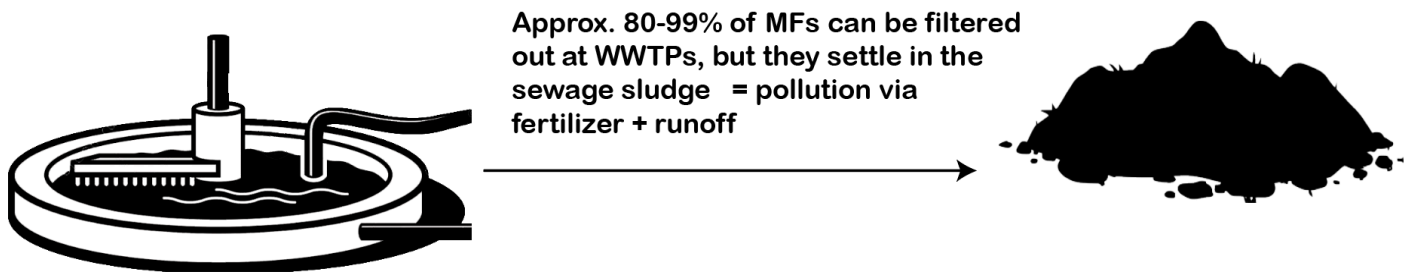 Approx. 80-99% of MFs can be filtered
out at WWTPs, but they settle in the
sewage sludge = pollution via
fertilizer + runoff